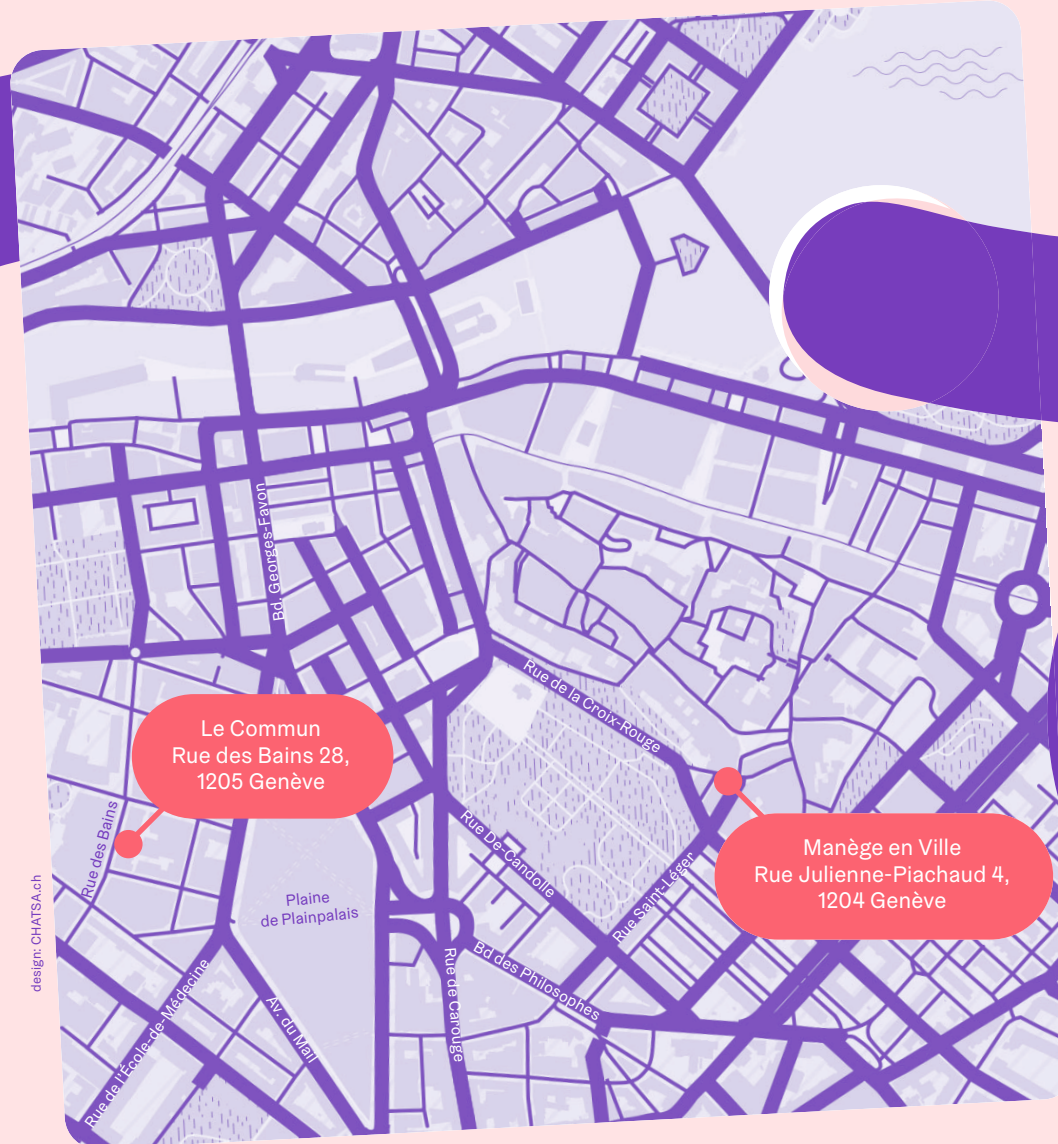 Bd. Georges-Favon
Rue de la Croix-Rouge
Le Commun
Rue des Bains 28,
1205 Genève
Rue des Bains
Manège en Ville
Rue Julienne-Piachaud 4,
1204 Genève
Rue De-Candolle
Rue Saint-Léger
Plaine
de Plainpalais
design: CHATSA.ch
Bd des Philosophes
Rue de Carouge
Av. du Mail
Rue de l'École-de-Médecine